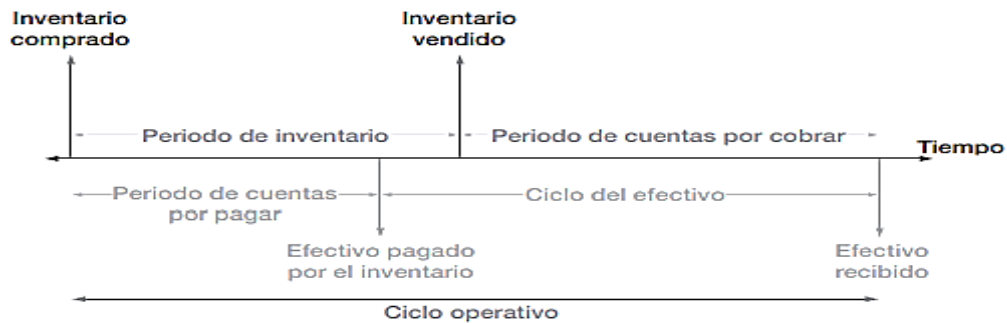 Inventario
comprado
Inventario
vendido
Periodo de inventario
Periodo de cuentas por cobrar
Tiempo
Periodo de cuentas
por pagar
Ciclo del efectivo
Efectivo pagado
por el inventario
Efectivo
recibido
Ciclo operativo